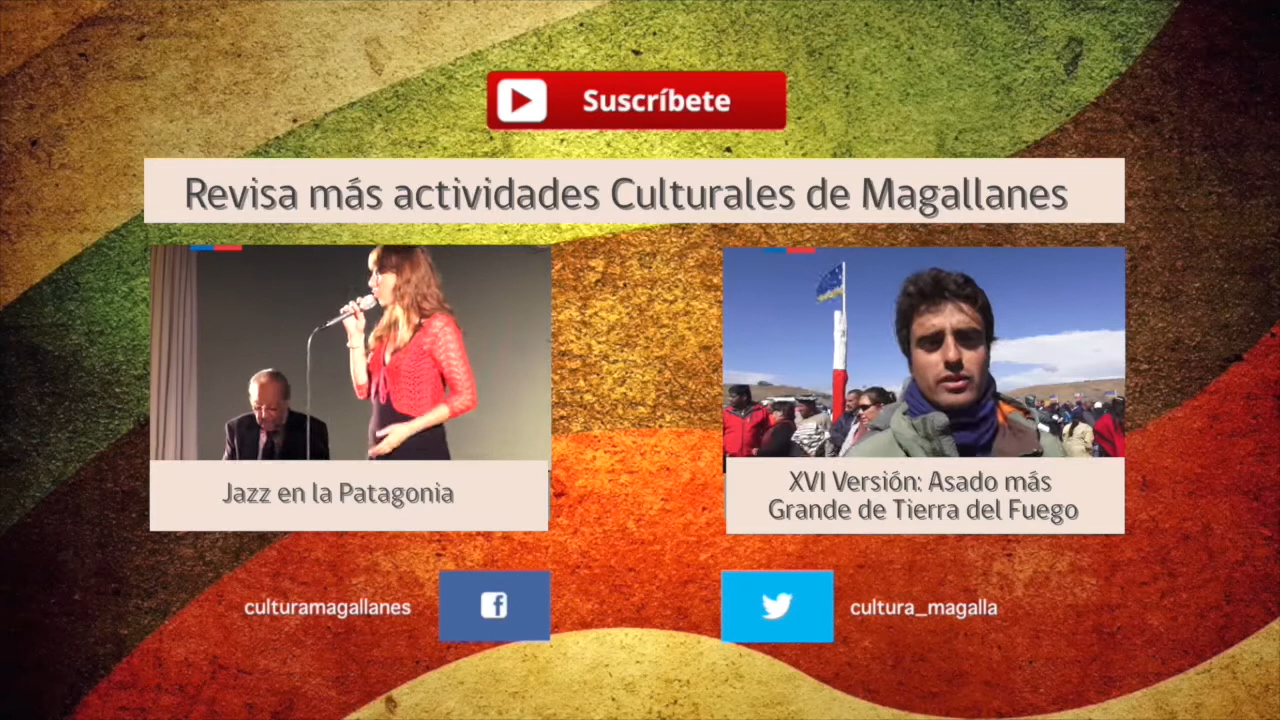 Suscríbete
Revisa más actividades Culturales de Magallanes
Jazz en la Patagonia
XVI Versión: Asado más
Grande de Tierra del Fuego
culturamagallanes
cultura_magalla